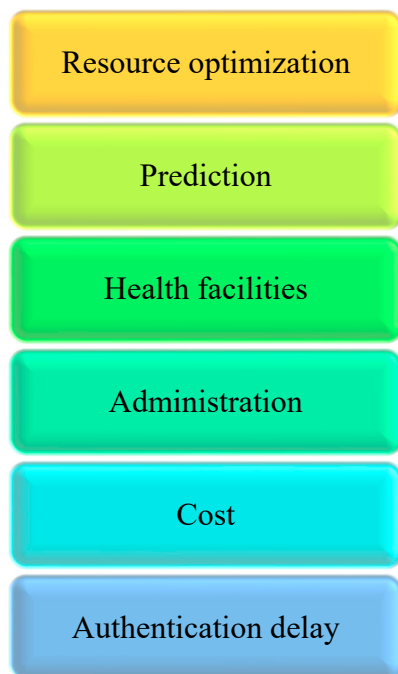 Resource optimization
Prediction
Health facilities
Administration
Cost
Authentication delay